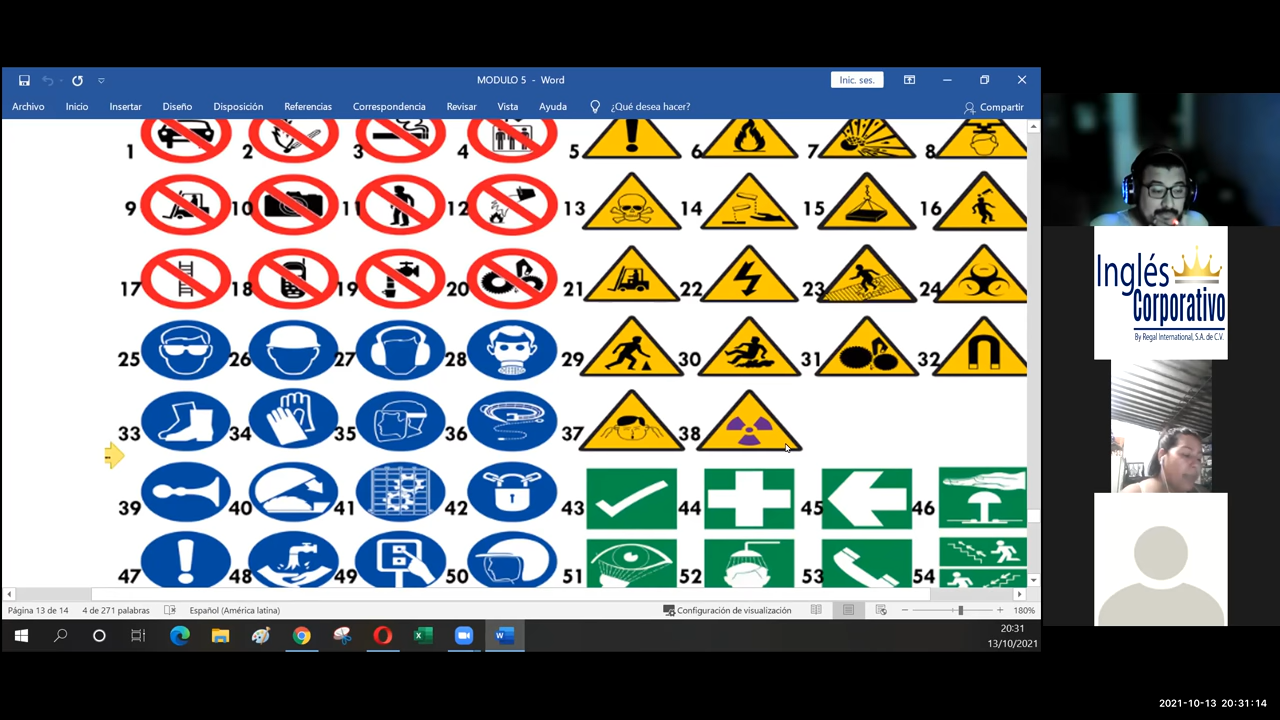 MODULO 5 - Word
Inic. ses.
Archivo Inicio Insertar Diseño Disposición Referencias Correspondencia Revisar Vista Ayuda ¿Qué desea hacer? Compartir
1 2 3 4 5 6 7 8
9 10 11 12 13 14 15 16
17 18 19 20 21 22 23 24
25 26 27 28 29 30 31 32
33 34 35 36 37 38
39 40 41 42 43 44 45 46
47 48 49 50 51 52 53 54
Inglés
Corporativo
By Regal International, S.A. de C.V.
Página 13 de 14 4 de 271 palabras Español (América latina) Configuración de visualización 180%
20:31
13/10/2021
2021-10-13 20:31:14